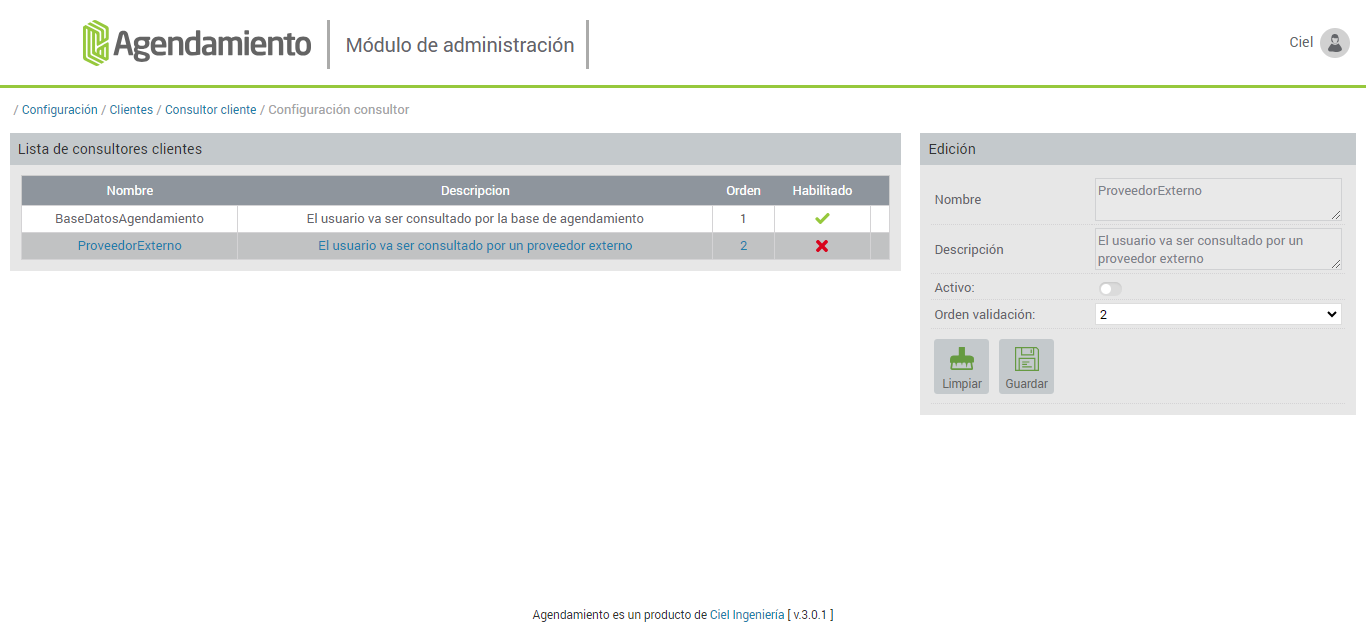 Agendamiento
Módulo de administración
Ciel
/ Configuración / Clientes / Consultor cliente / Configuración consultor
Lista de consultores clientes
Nombre Descripcion Orden Habilitado
BaseDatosAgendamiento El usuario va ser consultado por la base de agendamiento 1
ProveedorExterno El usuario va ser consultado por un proveedor externo 2
Edición
Nombre ProveedorExterno
Descripción El usuario va ser consultado por un
proveedor externo
Activo:
Orden validación: 2
Limpiar Guardar
Agendamiento es un producto de Ciel Ingeniería [ v.3.0.1 ]